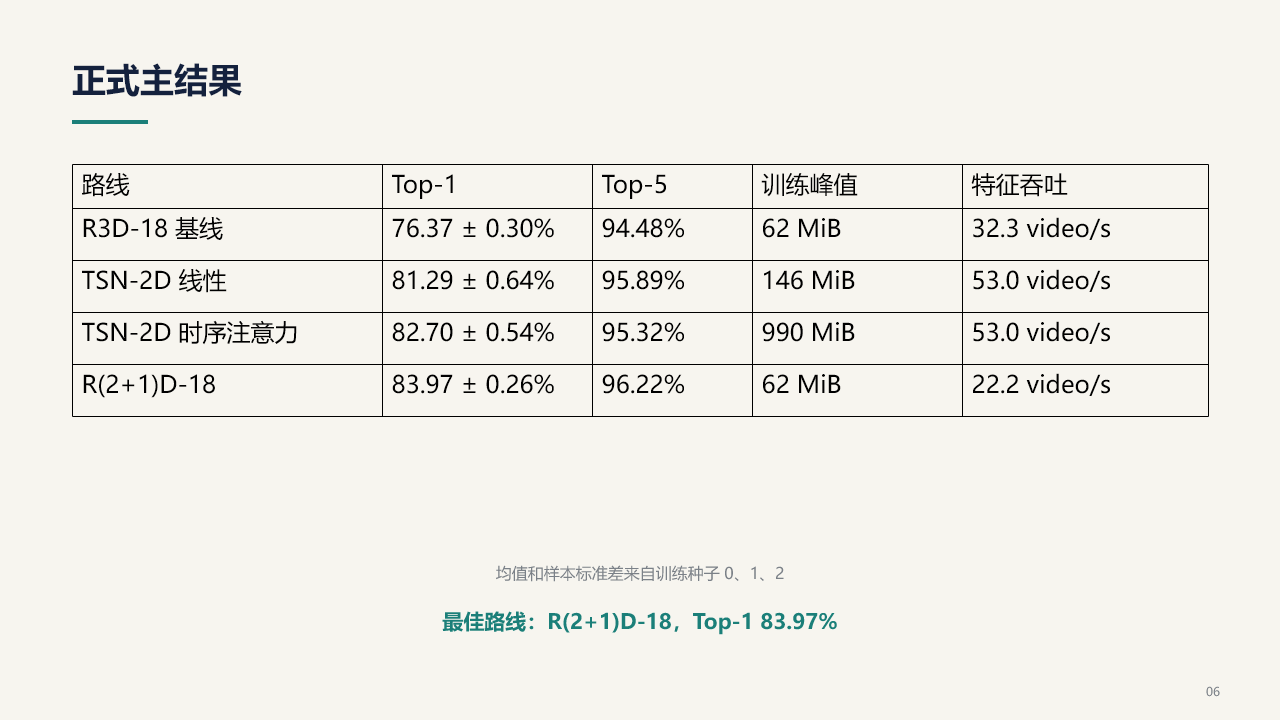 正式主结果
路线 Top-1 Top-5 训练峰值 特征吞吐
R3D-18 基线 76.37 ± 0.30% 94.48% 62 MiB 32.3 video/s
TSN-2D 线性 81.29 ± 0.64% 95.89% 146 MiB 53.0 video/s
TSN-2D 时序注意力 82.70 ± 0.54% 95.32% 990 MiB 53.0 video/s
R(2+1)D-18 83.97 ± 0.26% 96.22% 62 MiB 22.2 video/s
均值和样本标准差来自训练种子 0、1、2
最佳路线：R(2+1)D-18，Top-1 83.97%
06